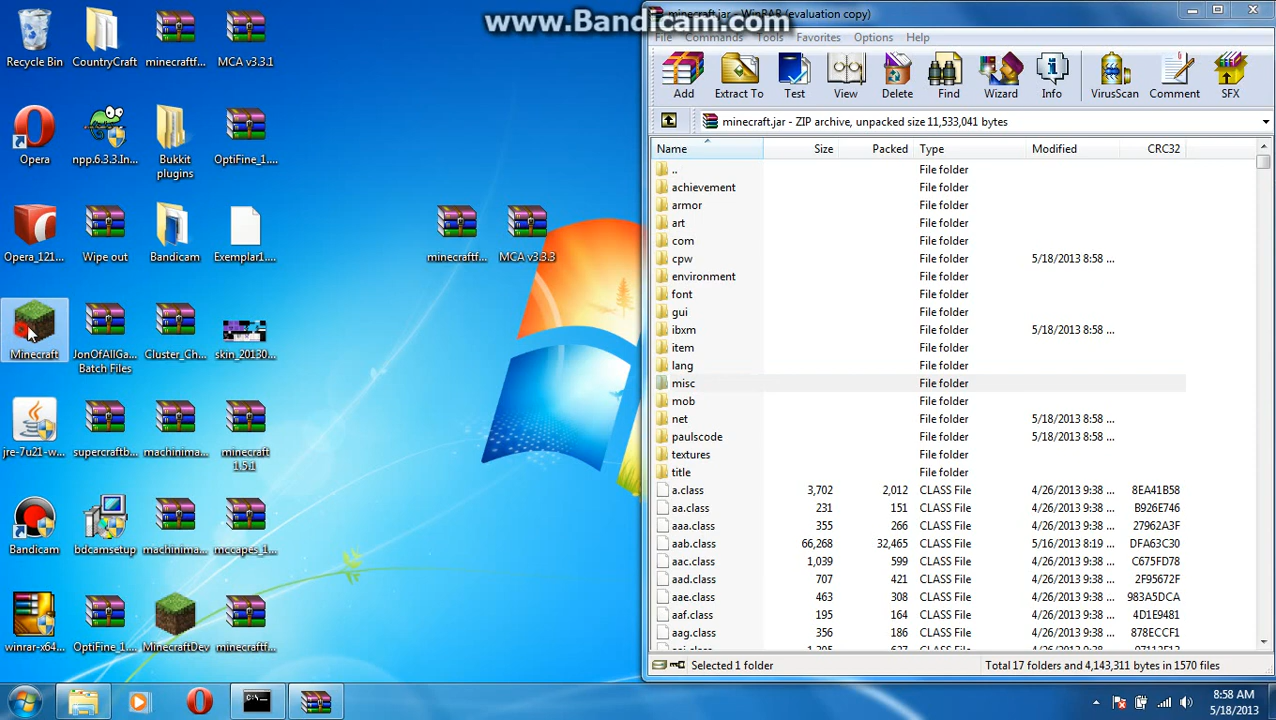 www.Bandicam.com
Recycle Bin
CountryCraft
minecraftf...
MCA v3.3.1
Opera
npp.6.3.3.In...
Bukkit
plugins
OptiFine_1....
Opera_121...
Wipe out
Bandicam
Exemplar1....
minecraftf...
MCA v3.3.3
Minecraft
JonOfAllGa...
Batch Files
Cluster_Ch...
skin_20130...
jre-7u21-w...
supercraftb...
machinima...
minecraft
1.5.1
Bandicam
bdcamsetup
machinima...
mccapes_1...
winrar-x64...
OptiFine_1....
MinecraftDev
minecraftf...
minecraft.jar - WinRAR (evaluation copy)
File Commands Tools Favorites Options Help
Add Extract To Test View Delete Find Wizard Info VirusScan Comment SFX
minecraft.jar - ZIP archive, unpacked size 11,533,041 bytes
Name Size Packed Type Modified CRC32
.. File folder
achievement File folder
armor File folder
art File folder
com File folder
cpw File folder 5/18/2013 8:58 ...
environment File folder
font File folder
gui File folder
ibxm File folder 5/18/2013 8:58 ...
item File folder
lang File folder
misc File folder
mob File folder
net File folder 5/18/2013 8:58 ...
paulscode File folder 5/18/2013 8:58 ...
textures File folder
title File folder
a.class 3,702 2,012 CLASS File 4/26/2013 9:38 ... 8EA41B58
aa.class 231 151 CLASS File 4/26/2013 9:38 ... B926E746
aaa.class 355 266 CLASS File 4/26/2013 9:38 ... 27962A3F
aab.class 66,268 32,465 CLASS File 5/16/2013 8:19 ... DFA63C30
aac.class 1,039 599 CLASS File 4/26/2013 9:38 ... C675FD78
aad.class 707 421 CLASS File 4/26/2013 9:38 ... 2F95672F
aae.class 463 308 CLASS File 4/26/2013 9:38 ... 983A5DCA
aaf.class 195 164 CLASS File 4/26/2013 9:38 ... 4D1E9481
aag.class 356 186 CLASS File 4/26/2013 9:38 ... 878ECCF1
Selected 1 folder
Total 17 folders and 4,143,311 bytes in 1570 files
8:58 AM
5/18/2013